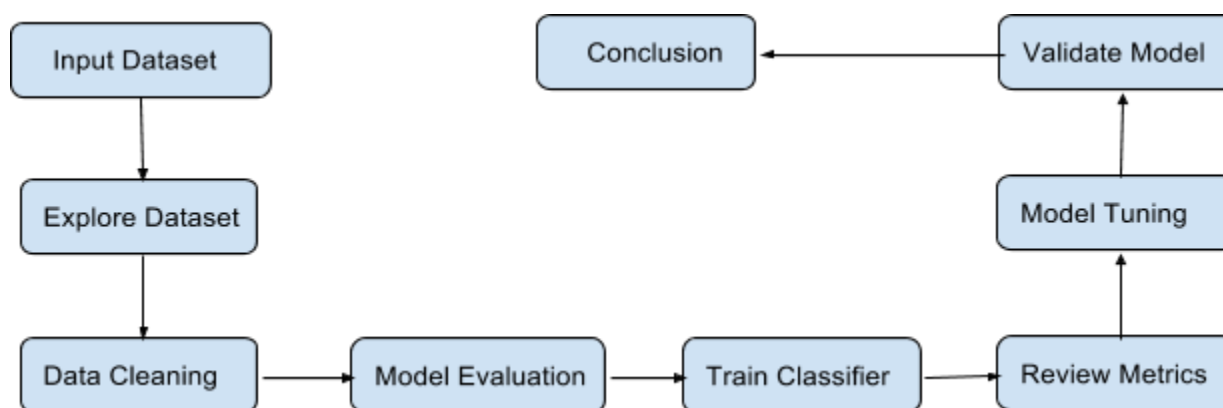 Input Dataset
Explore Dataset
Data Cleaning
Model Evaluation
Train Classifier
Review Metrics
Model Tuning
Validate Model
Conclusion